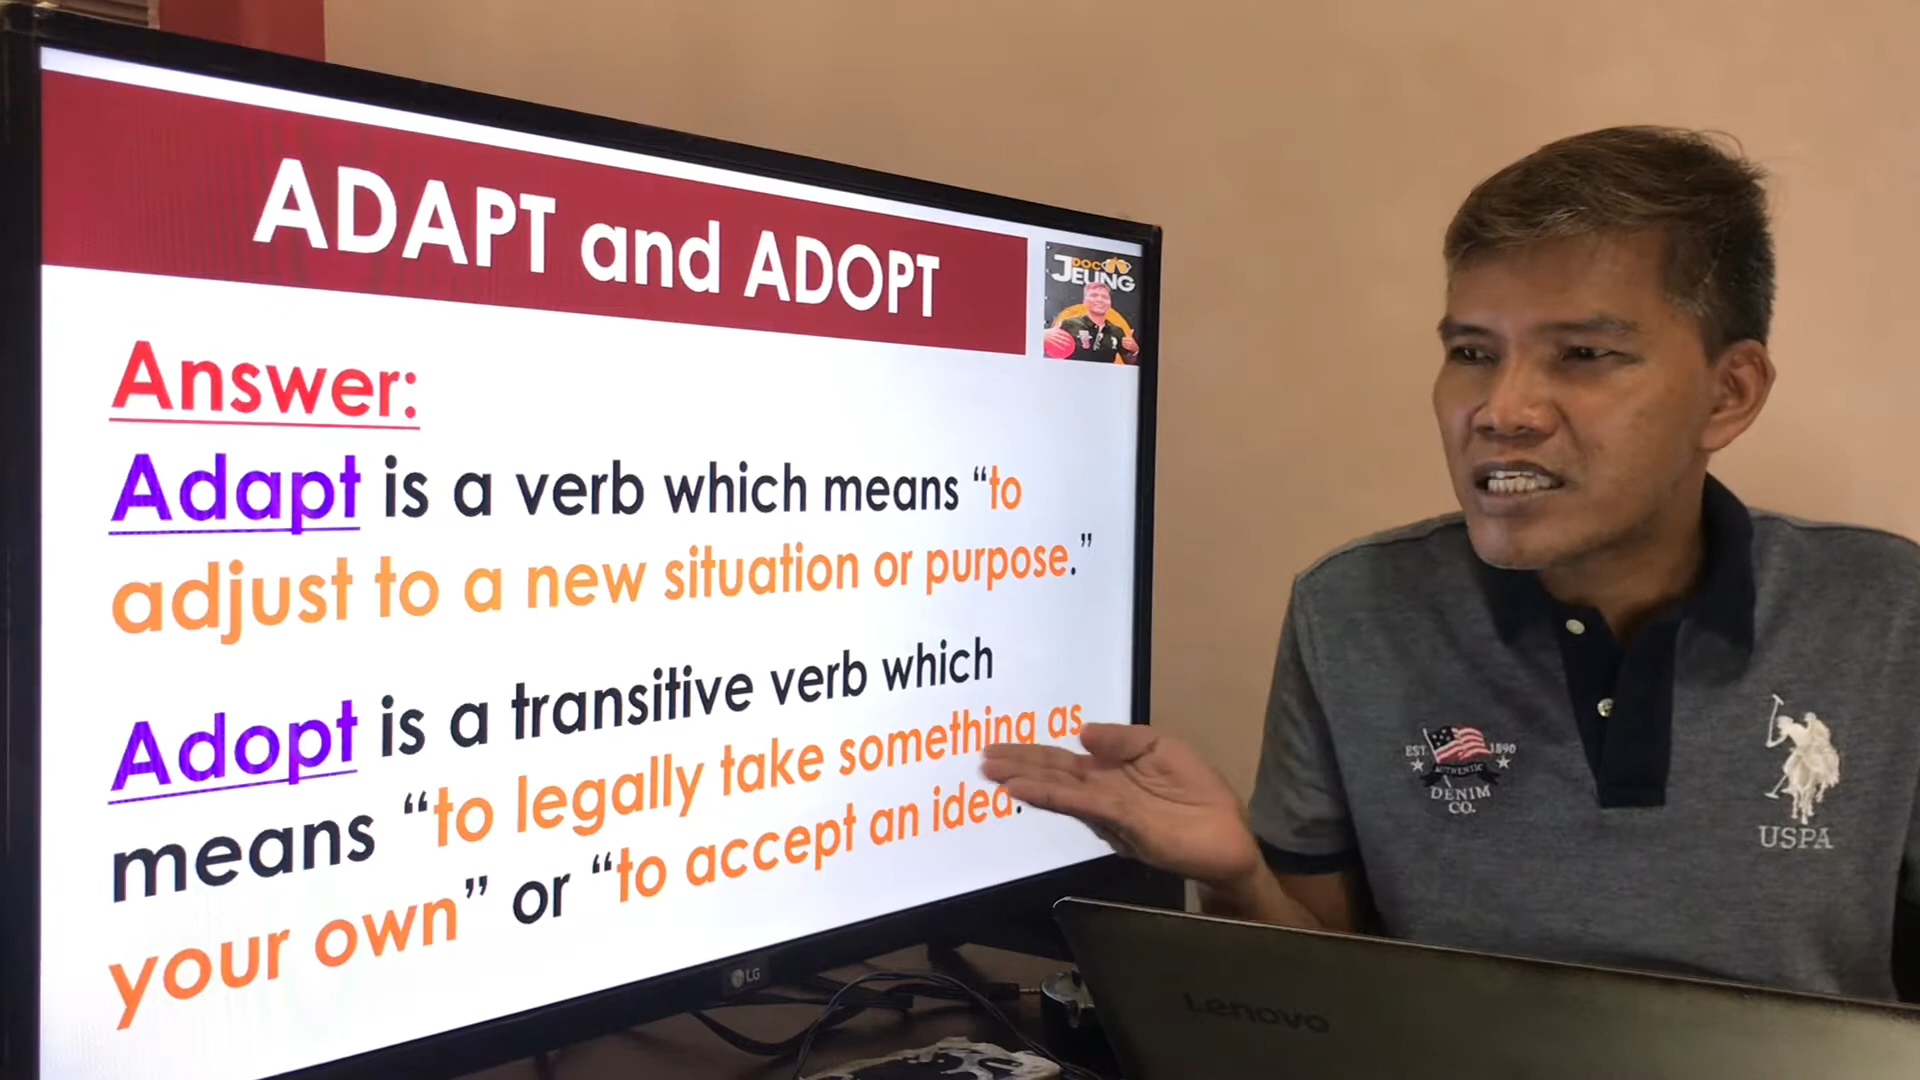 ADAPT and ADOPT
DOC
JEUNG
Answer:
Adapt is a verb which means “to
adjust to a new situation or purpose.”
Adopt is a transitive verb which
means “to legally take something as
your own” or “to accept an idea.
LG
EST 1890
AUTHENTIC
DENIM
CO.
USPA
Lenovo